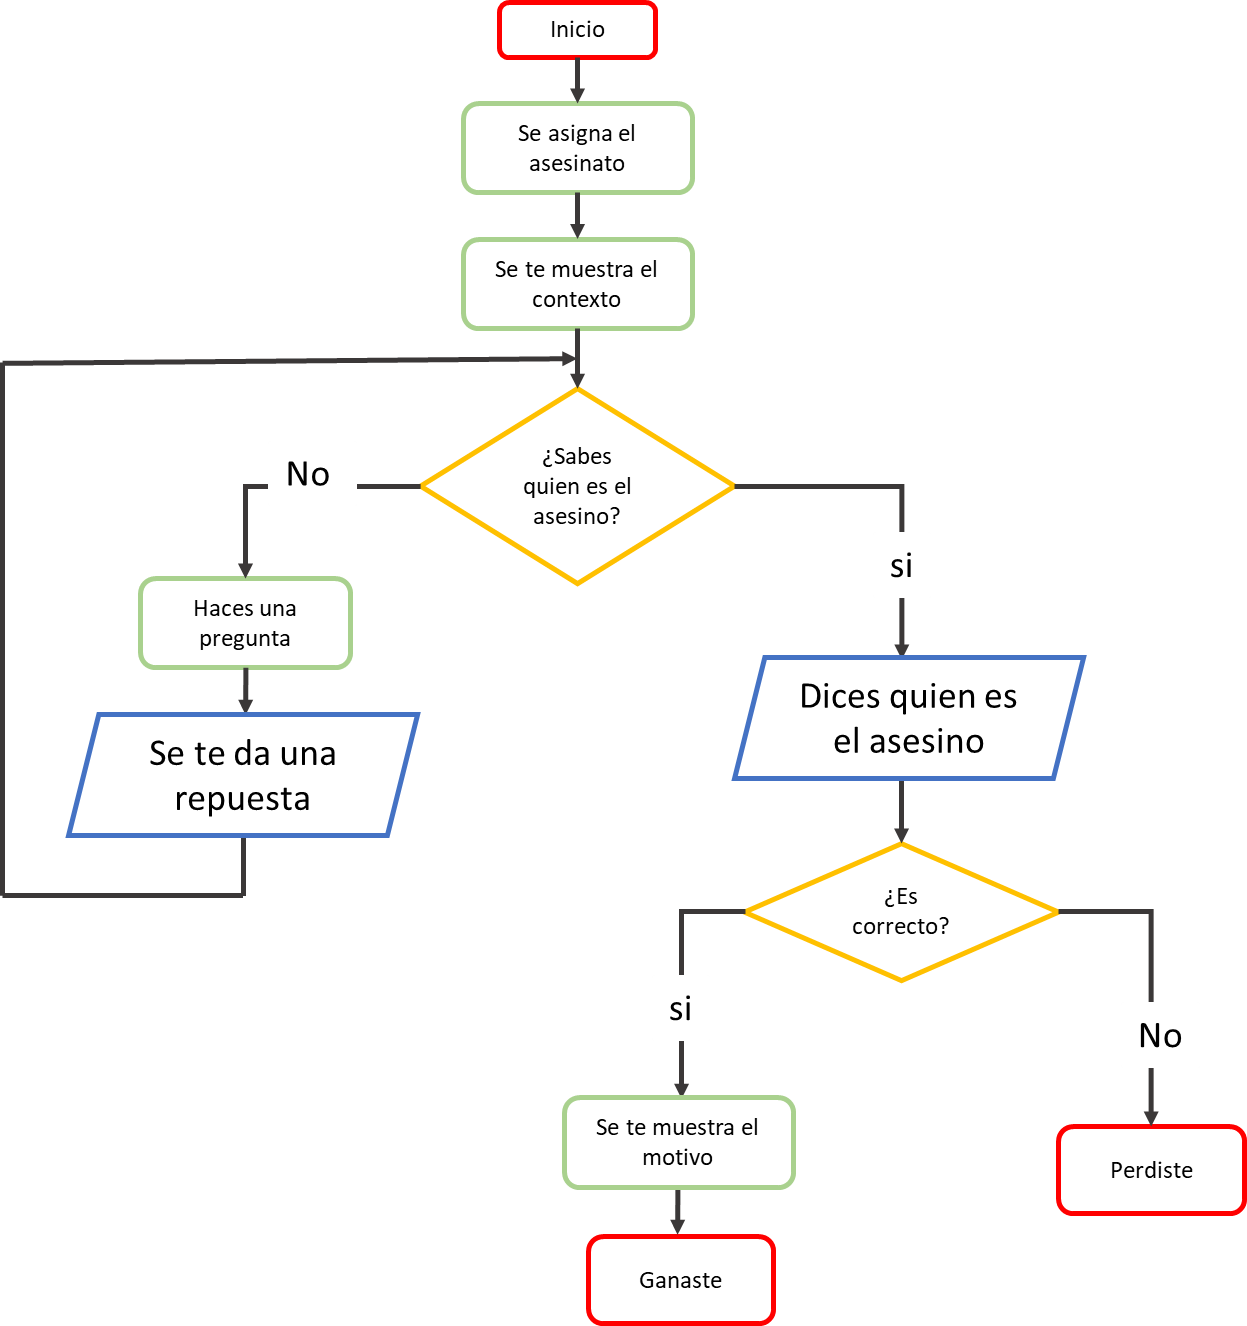 Inicio
Se asigna el
asesinato
Se te muestra el
contexto
¿Sabes
quien es el
asesino?
No
si
Haces una
pregunta
Dices quien es
el asesino
Se te da una
repuesta
¿Es
correcto?
si
No
Se te muestra el
motivo
Perdiste
Ganaste